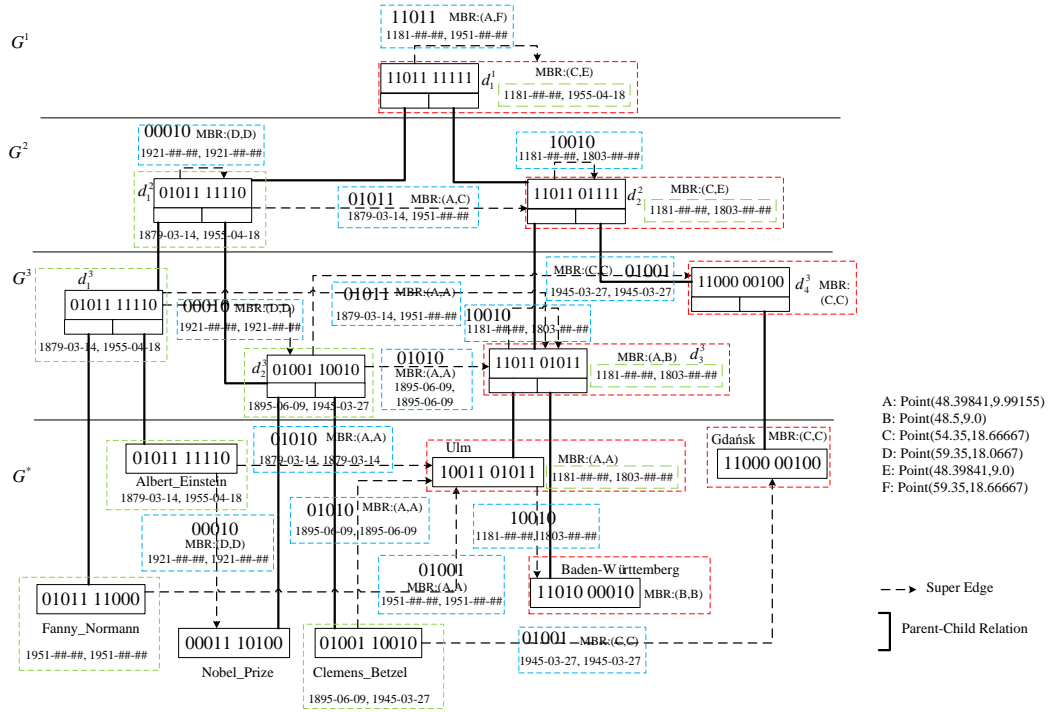 11011 MBR:(A,F)
1181-##-##, 1951-##-##
G¹
MBR:(C,E)
11011 11111
d₁¹
1181-##-##, 1955-04-18
00010 MBR:(D,D)
1921-##-##, 1921-##-##
10010
1181-##-##, 1803-##-##
G²
01011 11110
d₁²
1879-03-14, 1955-04-18
01011 MBR:(A,C)
1879-03-14, 1951-##-##
11011 01111
d₂²
MBR:(C,E)
1181-##-##, 1803-##-##
G³
d₁³
01011 11110
1879-03-14, 1955-04-18
00010 MBR:(D,D)
1921-##-##, 1921-##-##
01011 MBR:(A,A)
1879-03-14, 1951-##-##
MBR:(C,C) 01001
1945-03-27, 1945-03-27
11000 00100
d₄³
MBR:
(C,C)
10010
1181-##-##, 1803-##-##
d₂³
01001 10010
1895-06-09, 1945-03-27
01010
MBR:(A,A)
1895-06-09,
1895-06-09
11011 01011
MBR:(A,B) d₃³
1181-##-##, 1803-##-##
A: Point(48.39841,9.99155)
B: Point(48.5,9.0)
C: Point(54.35,18.66667)
D: Point(59.35,18.0667)
E: Point(48.39841,9.0)
F: Point(59.35,18.66667)
G*
01011 11110
Albert_Einstein
1879-03-14, 1955-04-18
01010 MBR:(A,A)
1879-03-14, 1879-03-14
Ulm
10011 01011
MBR:(A,A)
1181-##-##, 1803-##-##
Gdańsk MBR:(C,C)
11000 00100
01010 MBR:(A,A)
1895-06-09, 1895-06-09
00010
MBR:(D,D)
1921-##-##, 1921-##-##
10010
1181-##-##,1803-##-##
01001
MBR:(A,A)
1951-##-##, 1951-##-##
Baden-Württemberg
11010 00010 MBR:(B,B)
01011 11000
Fanny_Normann
1951-##-##, 1951-##-##
00011 10100
Nobel_Prize
01001 10010
Clemens_Betzel
1895-06-09, 1945-03-27
01001 MBR:(C,C)
1945-03-27, 1945-03-27
Super Edge
Parent-Child Relation